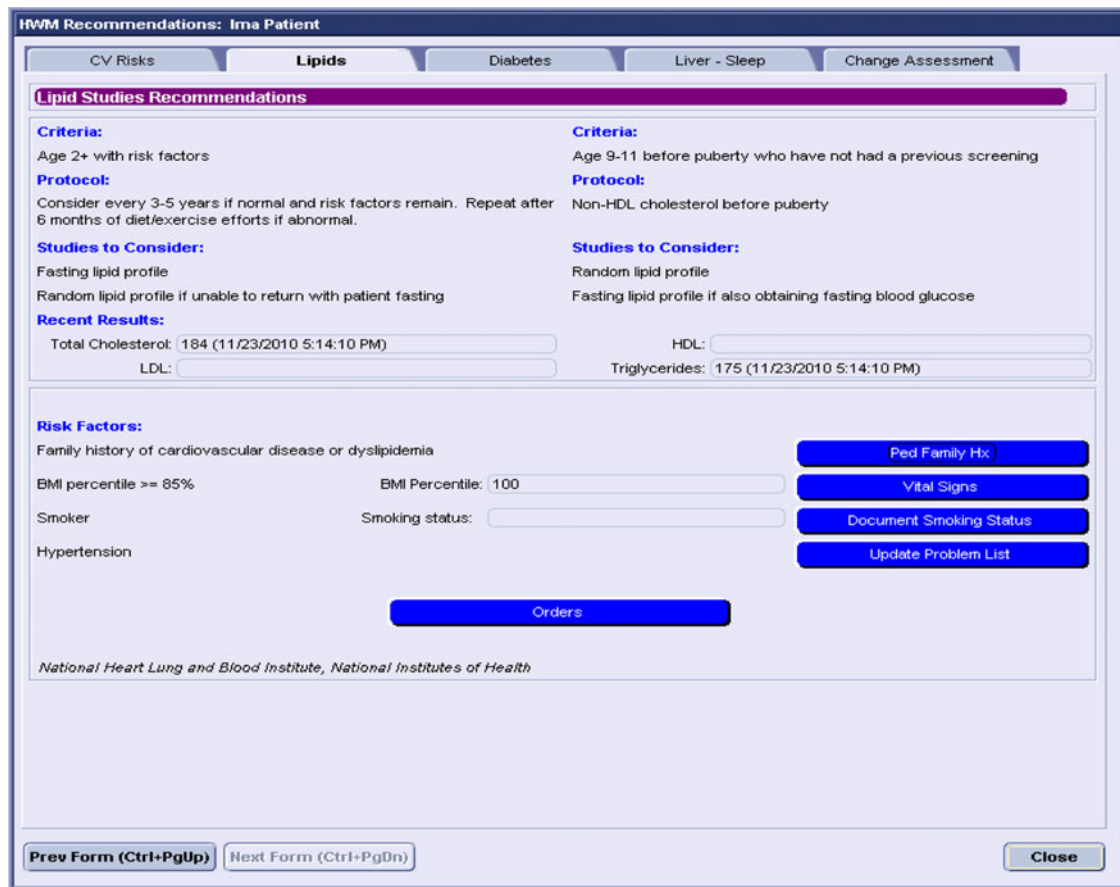 HWM Recommendations: Ima Patient
CV Risks
Lipids
Diabetes
Liver - Sleep
Change Assessment
Lipid Studies Recommendations
Criteria:
Age 2+ with risk factors
Protocol:
Consider every 3-5 years if normal and risk factors remain. Repeat after
6 months of diet/exercise efforts if abnormal.
Studies to Consider:
Fasting lipid profile
Random lipid profile if unable to return with patient fasting
Criteria:
Age 9-11 before puberty who have not had a previous screening
Protocol:
Non-HDL cholesterol before puberty
Studies to Consider:
Random lipid profile
Fasting lipid profile if also obtaining fasting blood glucose
Recent Results:
Total Cholesterol: 184 (11/23/2010 5:14:10 PM)
HDL:
LDL:
Triglycerides: 175 (11/23/2010 5:14:10 PM)
Risk Factors:
Family history of cardiovascular disease or dyslipidemia
Ped Family Hx
BMI percentile >= 85%
BMI Percentile: 100
Vital Signs
Smoker
Smoking status:
Document Smoking Status
Hypertension
Update Problem List
Orders
National Heart Lung and Blood Institute, National Institutes of Health
Prev Form (Ctrl+PgUp)
Next Form (Ctrl+PgDn)
Close